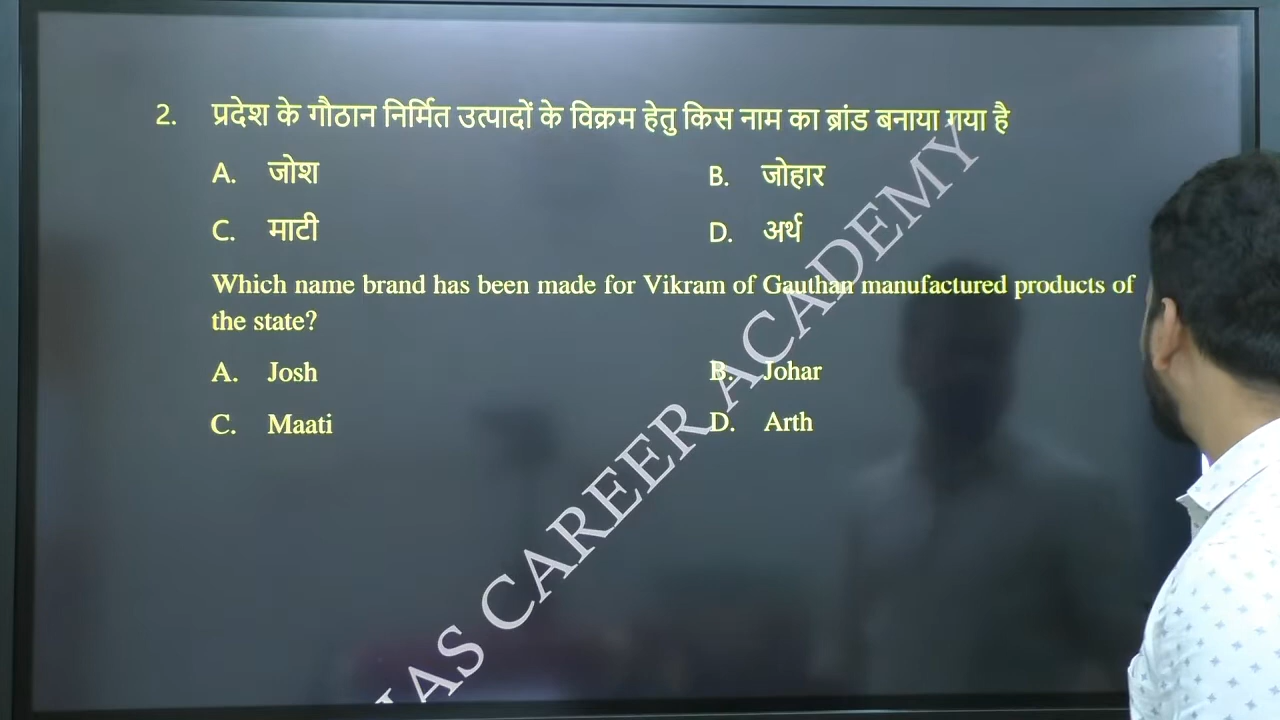 2. प्रदेश के गौठान निर्मित उत्पादों के विक्रम हेतु किस नाम का ब्रांड बनाया गया है
A. जोश B. जोहार
C. माटी D. अर्थ
Which name brand has been made for Vikram of Gauthan manufactured products of
the state?
A. Josh B. Johar
C. Maati D. Arth
IAS CAREER ACADEMY